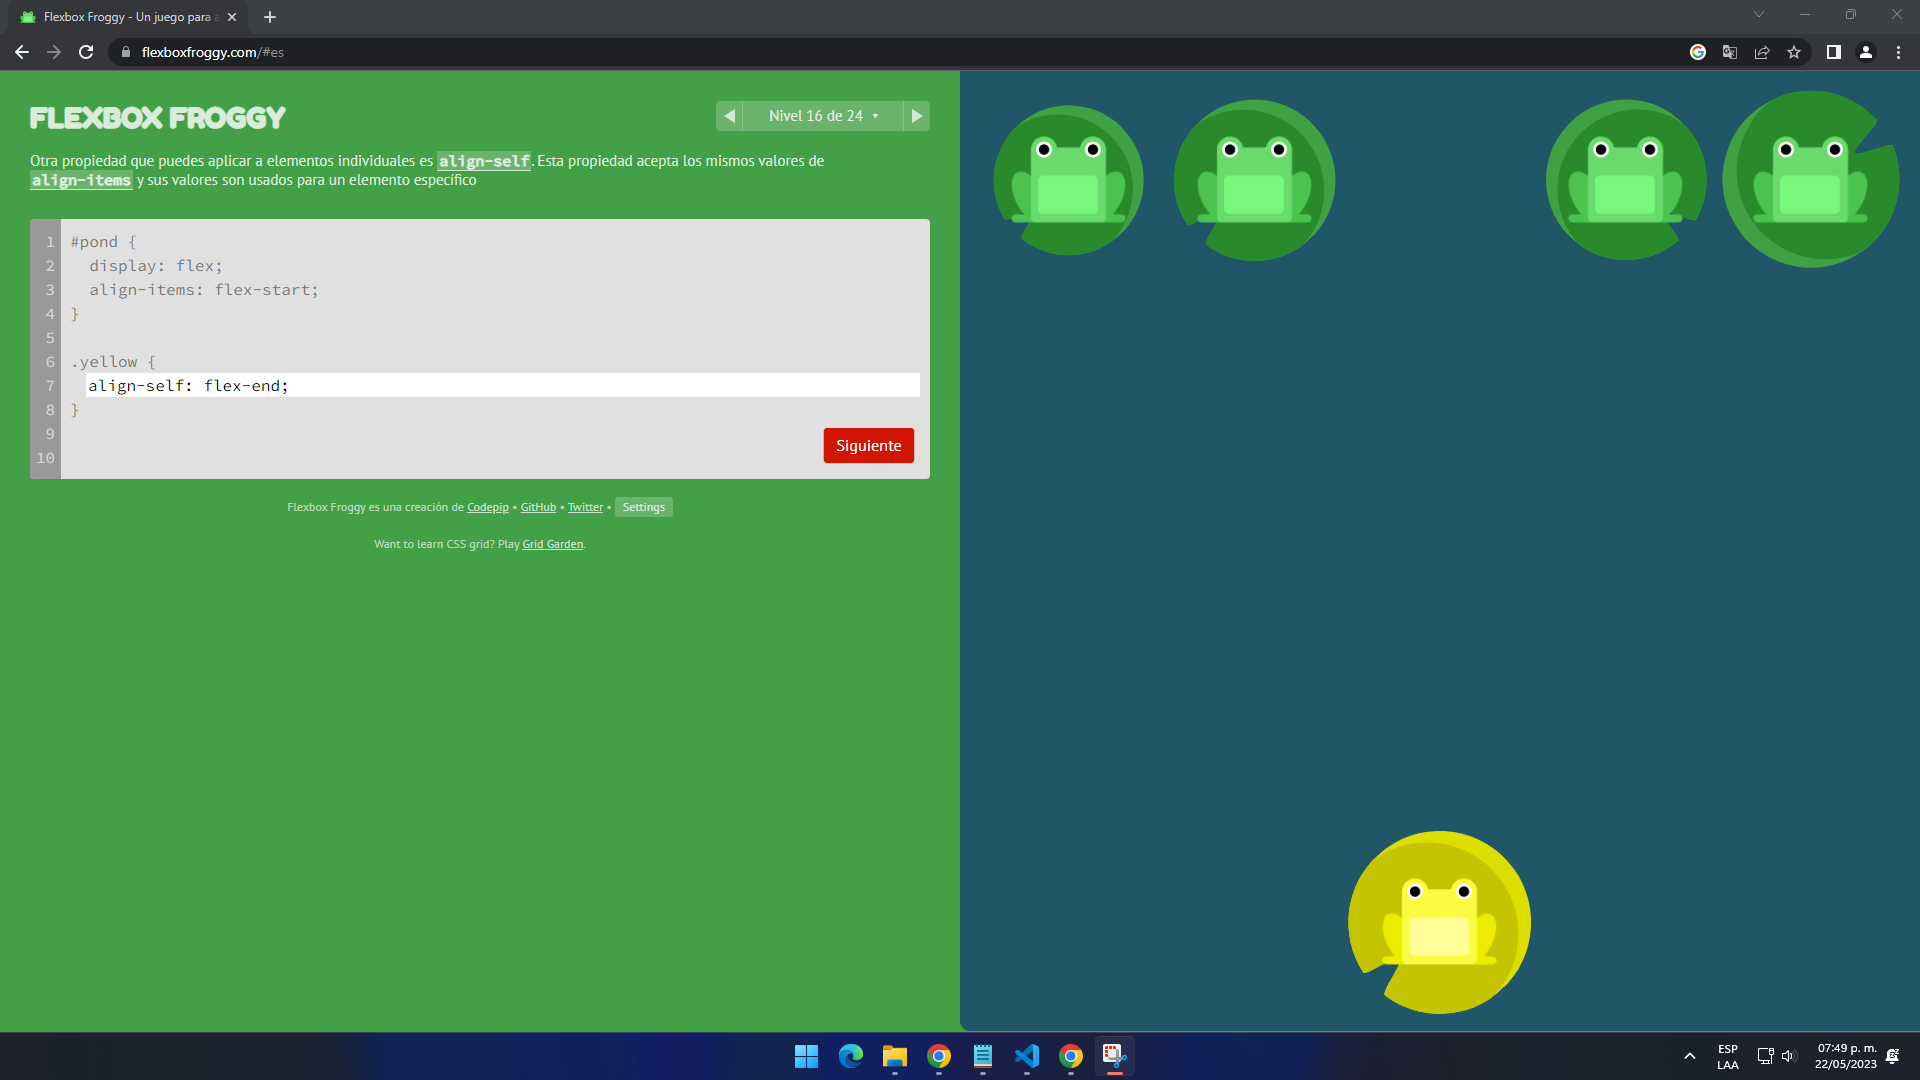 Flexbox Froggy - Un juego para
flexboxfroggy.com/#es
FLEXBOX FROGGY
Nivel 16 de 24
Otra propiedad que puedes aplicar a elementos individuales es align-self. Esta propiedad acepta los mismos valores de
align-items y sus valores son usados para un elemento específico
1 #pond {
2 display: flex;
3 align-items: flex-start;
4 }
5
6 .yellow {
7 align-self: flex-end;
8 }
9
10
Siguiente
Flexbox Froggy es una creación de Codepip • GitHub • Twitter • Settings
Want to learn CSS grid? Play Grid Garden.
ESP
LAA
07:49 p. m.
22/05/2023